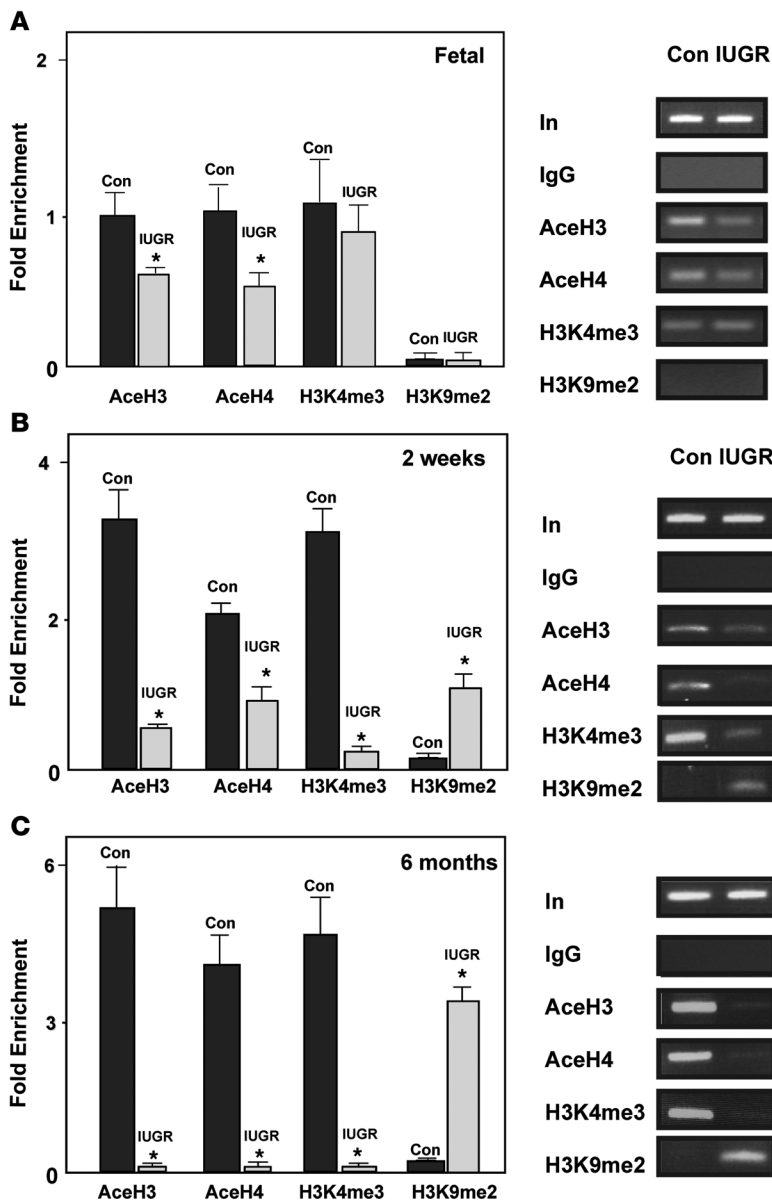 A
Fetal
Con IUGR
2
1
0
Fold Enrichment
Con
IUGR
*
Con
IUGR
*
Con
IUGR
Con IUGR
AceH3 AceH4 H3K4me3 H3K9me2
In
IgG
AceH3
AceH4
H3K4me3
H3K9me2
B
2 weeks
Con IUGR
4
2
0
Fold Enrichment
Con
IUGR
*
Con
IUGR
*
Con
IUGR
*
Con
IUGR
*
AceH3 AceH4 H3K4me3 H3K9me2
In
IgG
AceH3
AceH4
H3K4me3
H3K9me2
C
6 months
6
3
0
Fold Enrichment
Con
IUGR
*
Con
IUGR
*
Con
IUGR
*
Con
IUGR
*
AceH3 AceH4 H3K4me3 H3K9me2
In
IgG
AceH3
AceH4
H3K4me3
H3K9me2